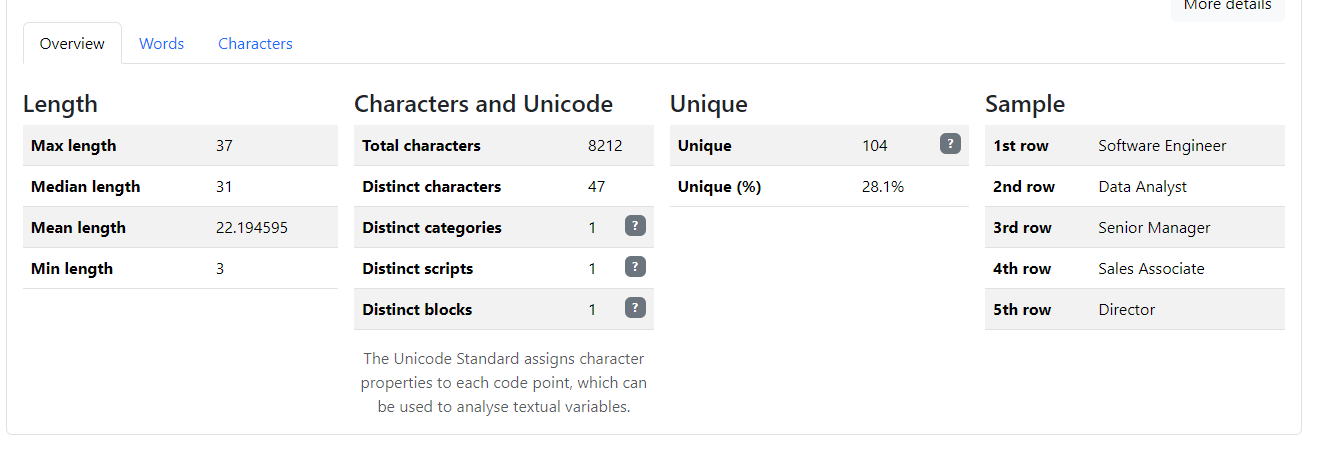 More details
Overview Words Characters
Length
Max length 37
Median length 31
Mean length 22.194595
Min length 3
Characters and Unicode
Total characters 8212
Distinct characters 47
Distinct categories 1 ?
Distinct scripts 1 ?
Distinct blocks 1 ?
The Unicode Standard assigns character
properties to each code point, which can
be used to analyse textual variables.
Unique
Unique 104 ?
Unique (%) 28.1%
Sample
1st row Software Engineer
2nd row Data Analyst
3rd row Senior Manager
4th row Sales Associate
5th row Director